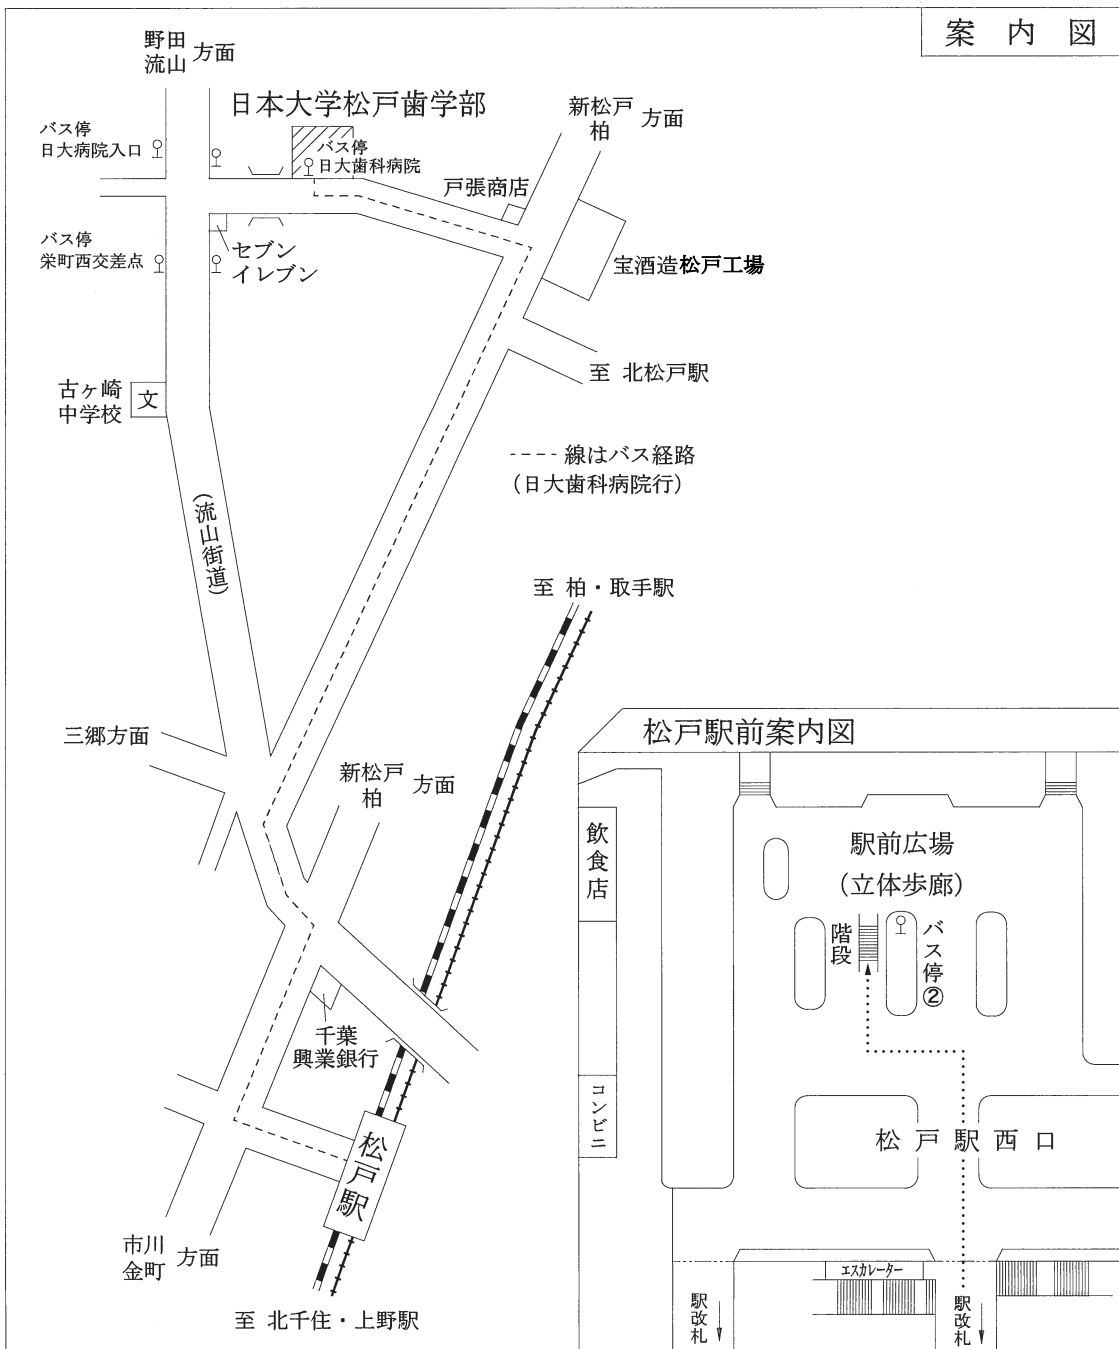 案内図
野田
流山
方面
日本大学松戸歯学部
新松戸
柏
方面
バス停
日大病院入口
バス停
日大歯科病院
戸張商店
バス停
栄町西交差点
セブン
イレブン
宝酒造松戸工場
至 北松戸駅
古ヶ崎
中学校
文
---- 線はバス経路
(日大歯科病院行)
(流山街道)
至 柏・取手駅
三郷方面
新松戸
柏
方面
千葉
興業銀行
松戸駅
市川
金町
方面
至 北千住・上野駅
松戸駅前案内図
飲食店
駅前広場
(立体歩廊)
階段
バス停②
コンビニ
松戸駅西口
エスカレーター
駅改札
駅改札